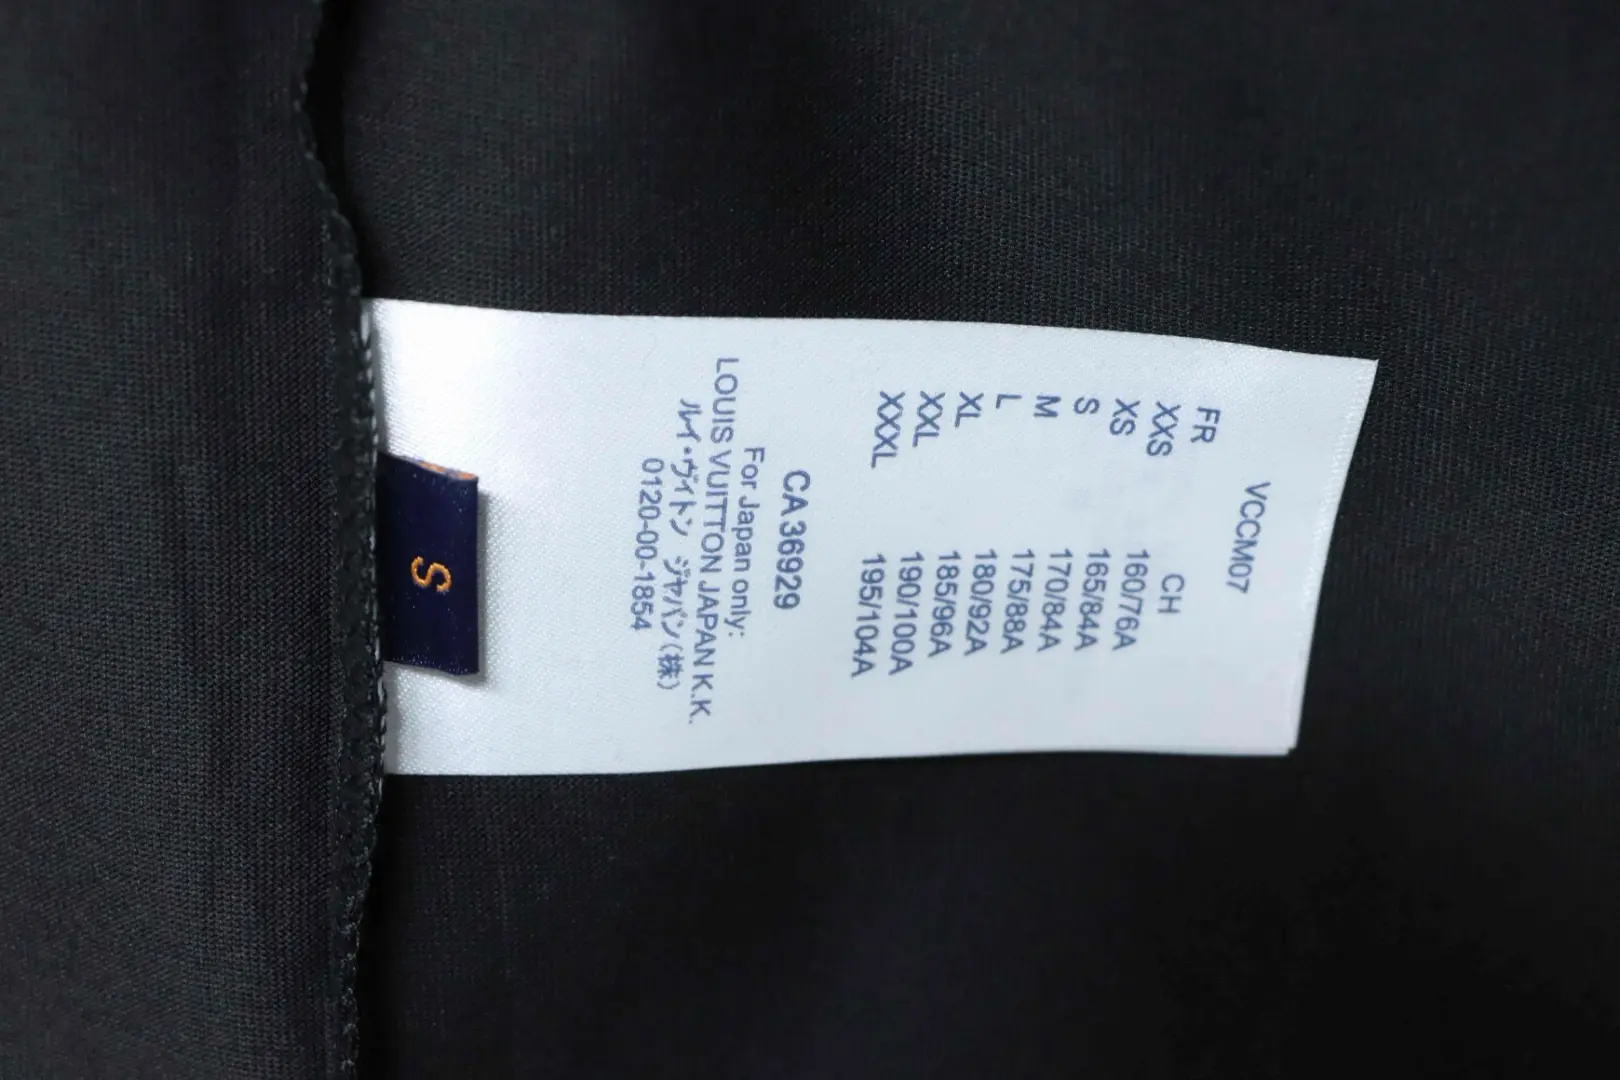 VCCM07
FR CH
XXS 160/76A
XS 165/84A
S 170/84A
M 175/88A
L 180/92A
XL 185/96A
XXL 190/100A
XXXL 195/104A
CA36929
For Japan only:
LOUIS VUITTON JAPAN K.K.
ルイ・ヴィトン ジャパン(株)
0120-00-1854
S